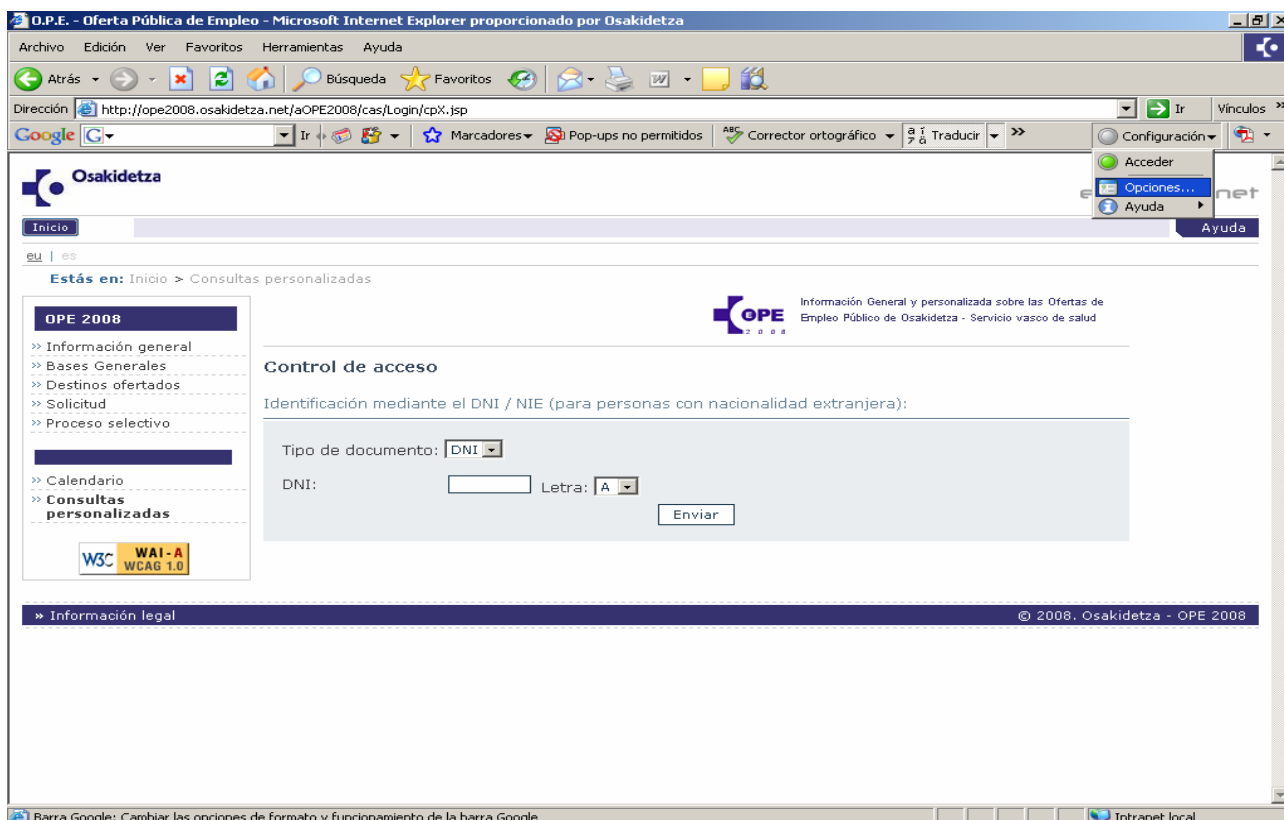 O.P.E. - Oferta Pública de Empleo - Microsoft Internet Explorer proporcionado por Osakidetza
Archivo Edición Ver Favoritos Herramientas Ayuda
Atrás Búsqueda Favoritos
Dirección http://ope2008.osakidetza.net/aOPE2008/cas/Login/cpX.jsp Ir Vínculos »
Google G Ir Marcadores Pop-ups no permitidos ABC Corrector ortográfico Traducir » Configuración
Acceder
Opciones...
Ayuda
Osakidetza
net
Inicio Ayuda
eu | es
Estás en: Inicio > Consultas personalizadas
OPE 2008
Información General y personalizada sobre las Ofertas de
Empleo Público de Osakidetza - Servicio vasco de salud
OPE 2008
» Información general
» Bases Generales
» Destinos ofertados
» Solicitud
» Proceso selectivo
» Calendario
» Consultas
personalizadas
W3C WAI-A
WCAG 1.0
Control de acceso
Identificación mediante el DNI / NIE (para personas con nacionalidad extranjera):
Tipo de documento: DNI
DNI: Letra: A
Enviar
» Información legal © 2008. Osakidetza - OPE 2008
Barra Google: Cambiar las opciones de formato y funcionamiento de la barra Google Intranet local